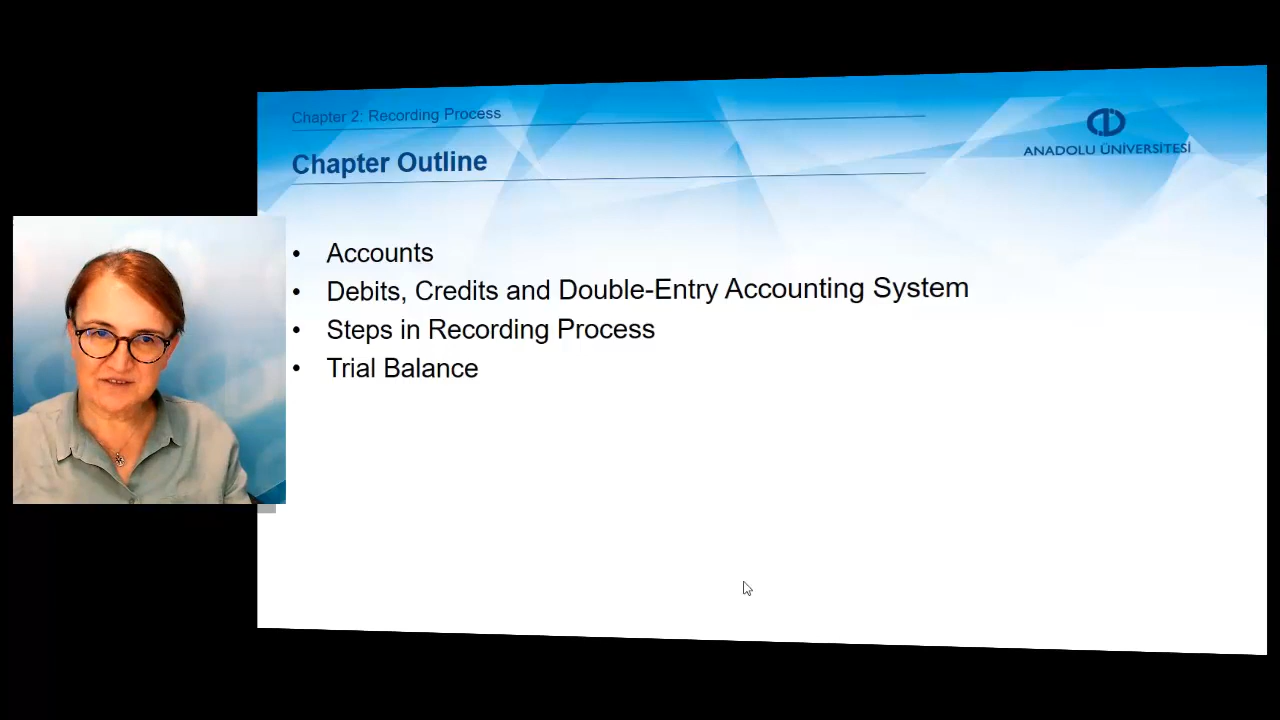 Chapter 2: Recording Process
Chapter Outline
ANADOLU ÜNİVERSİTESİ
• Accounts
• Debits, Credits and Double-Entry Accounting System
• Steps in Recording Process
• Trial Balance